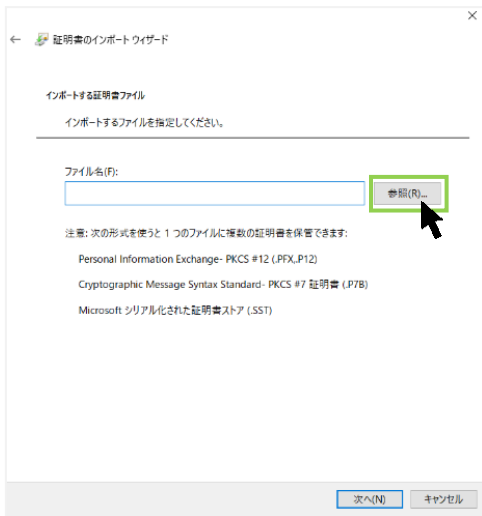 証明書のインポート ウィザード
インポートする証明書ファイル
インポートするファイルを指定してください。
ファイル名(F):
参照(R)...
注意: 次の形式を使うと 1 つのファイルに複数の証明書を保管できます:
Personal Information Exchange- PKCS #12 (.PFX,.P12)
Cryptographic Message Syntax Standard- PKCS #7 証明書 (.P7B)
Microsoft シリアル化された証明書ストア (.SST)
次へ(N) キャンセル